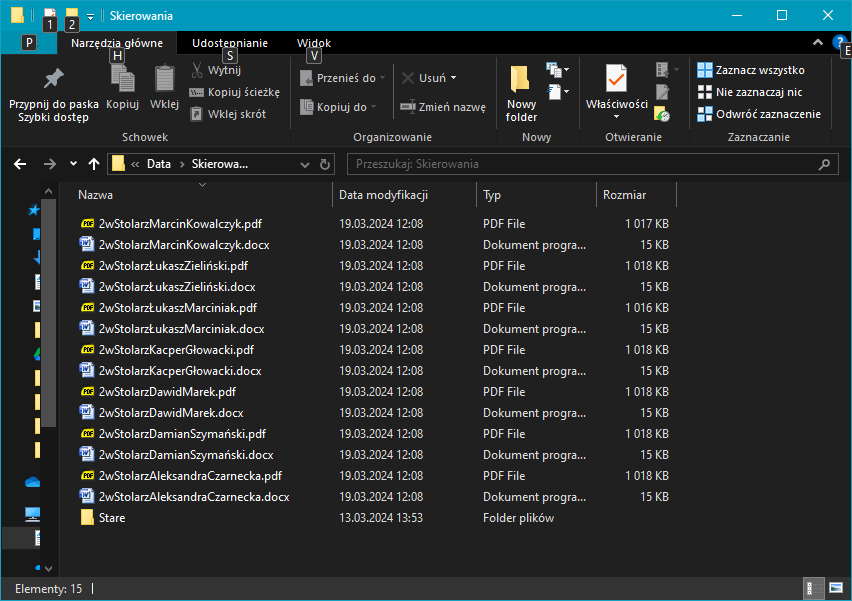 Skierowania
1 2
P Narzędzia główne Udostępnianie Widok E
H S V
Przypnij do paska Szybki dostęp
Kopiuj
Wklej
Wytnij
Kopiuj ścieżkę
Wklej skrót
Schowek
Przenieś do
Kopiuj do
Usuń
Zmień nazwę
Organizowanie
Nowy folder
Nowy
Właściwości
Otwieranie
Zaznacz wszystko
Nie zaznaczaj nic
Odwróć zaznaczenie
Zaznaczanie
« Data › Skierowa...
Przeszukaj: Skierowania
Nazwa Data modyfikacji Typ Rozmiar
2wStolarzMarcinKowalczyk.pdf 19.03.2024 12:08 PDF File 1 017 KB
2wStolarzMarcinKowalczyk.docx 19.03.2024 12:08 Dokument progra... 15 KB
2wStolarzŁukaszZieliński.pdf 19.03.2024 12:08 PDF File 1 018 KB
2wStolarzŁukaszZieliński.docx 19.03.2024 12:08 Dokument progra... 15 KB
2wStolarzŁukaszMarciniak.pdf 19.03.2024 12:08 PDF File 1 016 KB
2wStolarzŁukaszMarciniak.docx 19.03.2024 12:08 Dokument progra... 15 KB
2wStolarzKacperGłowacki.pdf 19.03.2024 12:08 PDF File 1 018 KB
2wStolarzKacperGłowacki.docx 19.03.2024 12:08 Dokument progra... 15 KB
2wStolarzDawidMarek.pdf 19.03.2024 12:08 PDF File 1 018 KB
2wStolarzDawidMarek.docx 19.03.2024 12:08 Dokument progra... 15 KB
2wStolarzDamianSzymański.pdf 19.03.2024 12:08 PDF File 1 018 KB
2wStolarzDamianSzymański.docx 19.03.2024 12:08 Dokument progra... 15 KB
2wStolarzAleksandraCzarnecka.pdf 19.03.2024 12:08 PDF File 1 018 KB
2wStolarzAleksandraCzarnecka.docx 19.03.2024 12:08 Dokument progra... 15 KB
Stare 13.03.2024 13:53 Folder plików
Elementy: 15